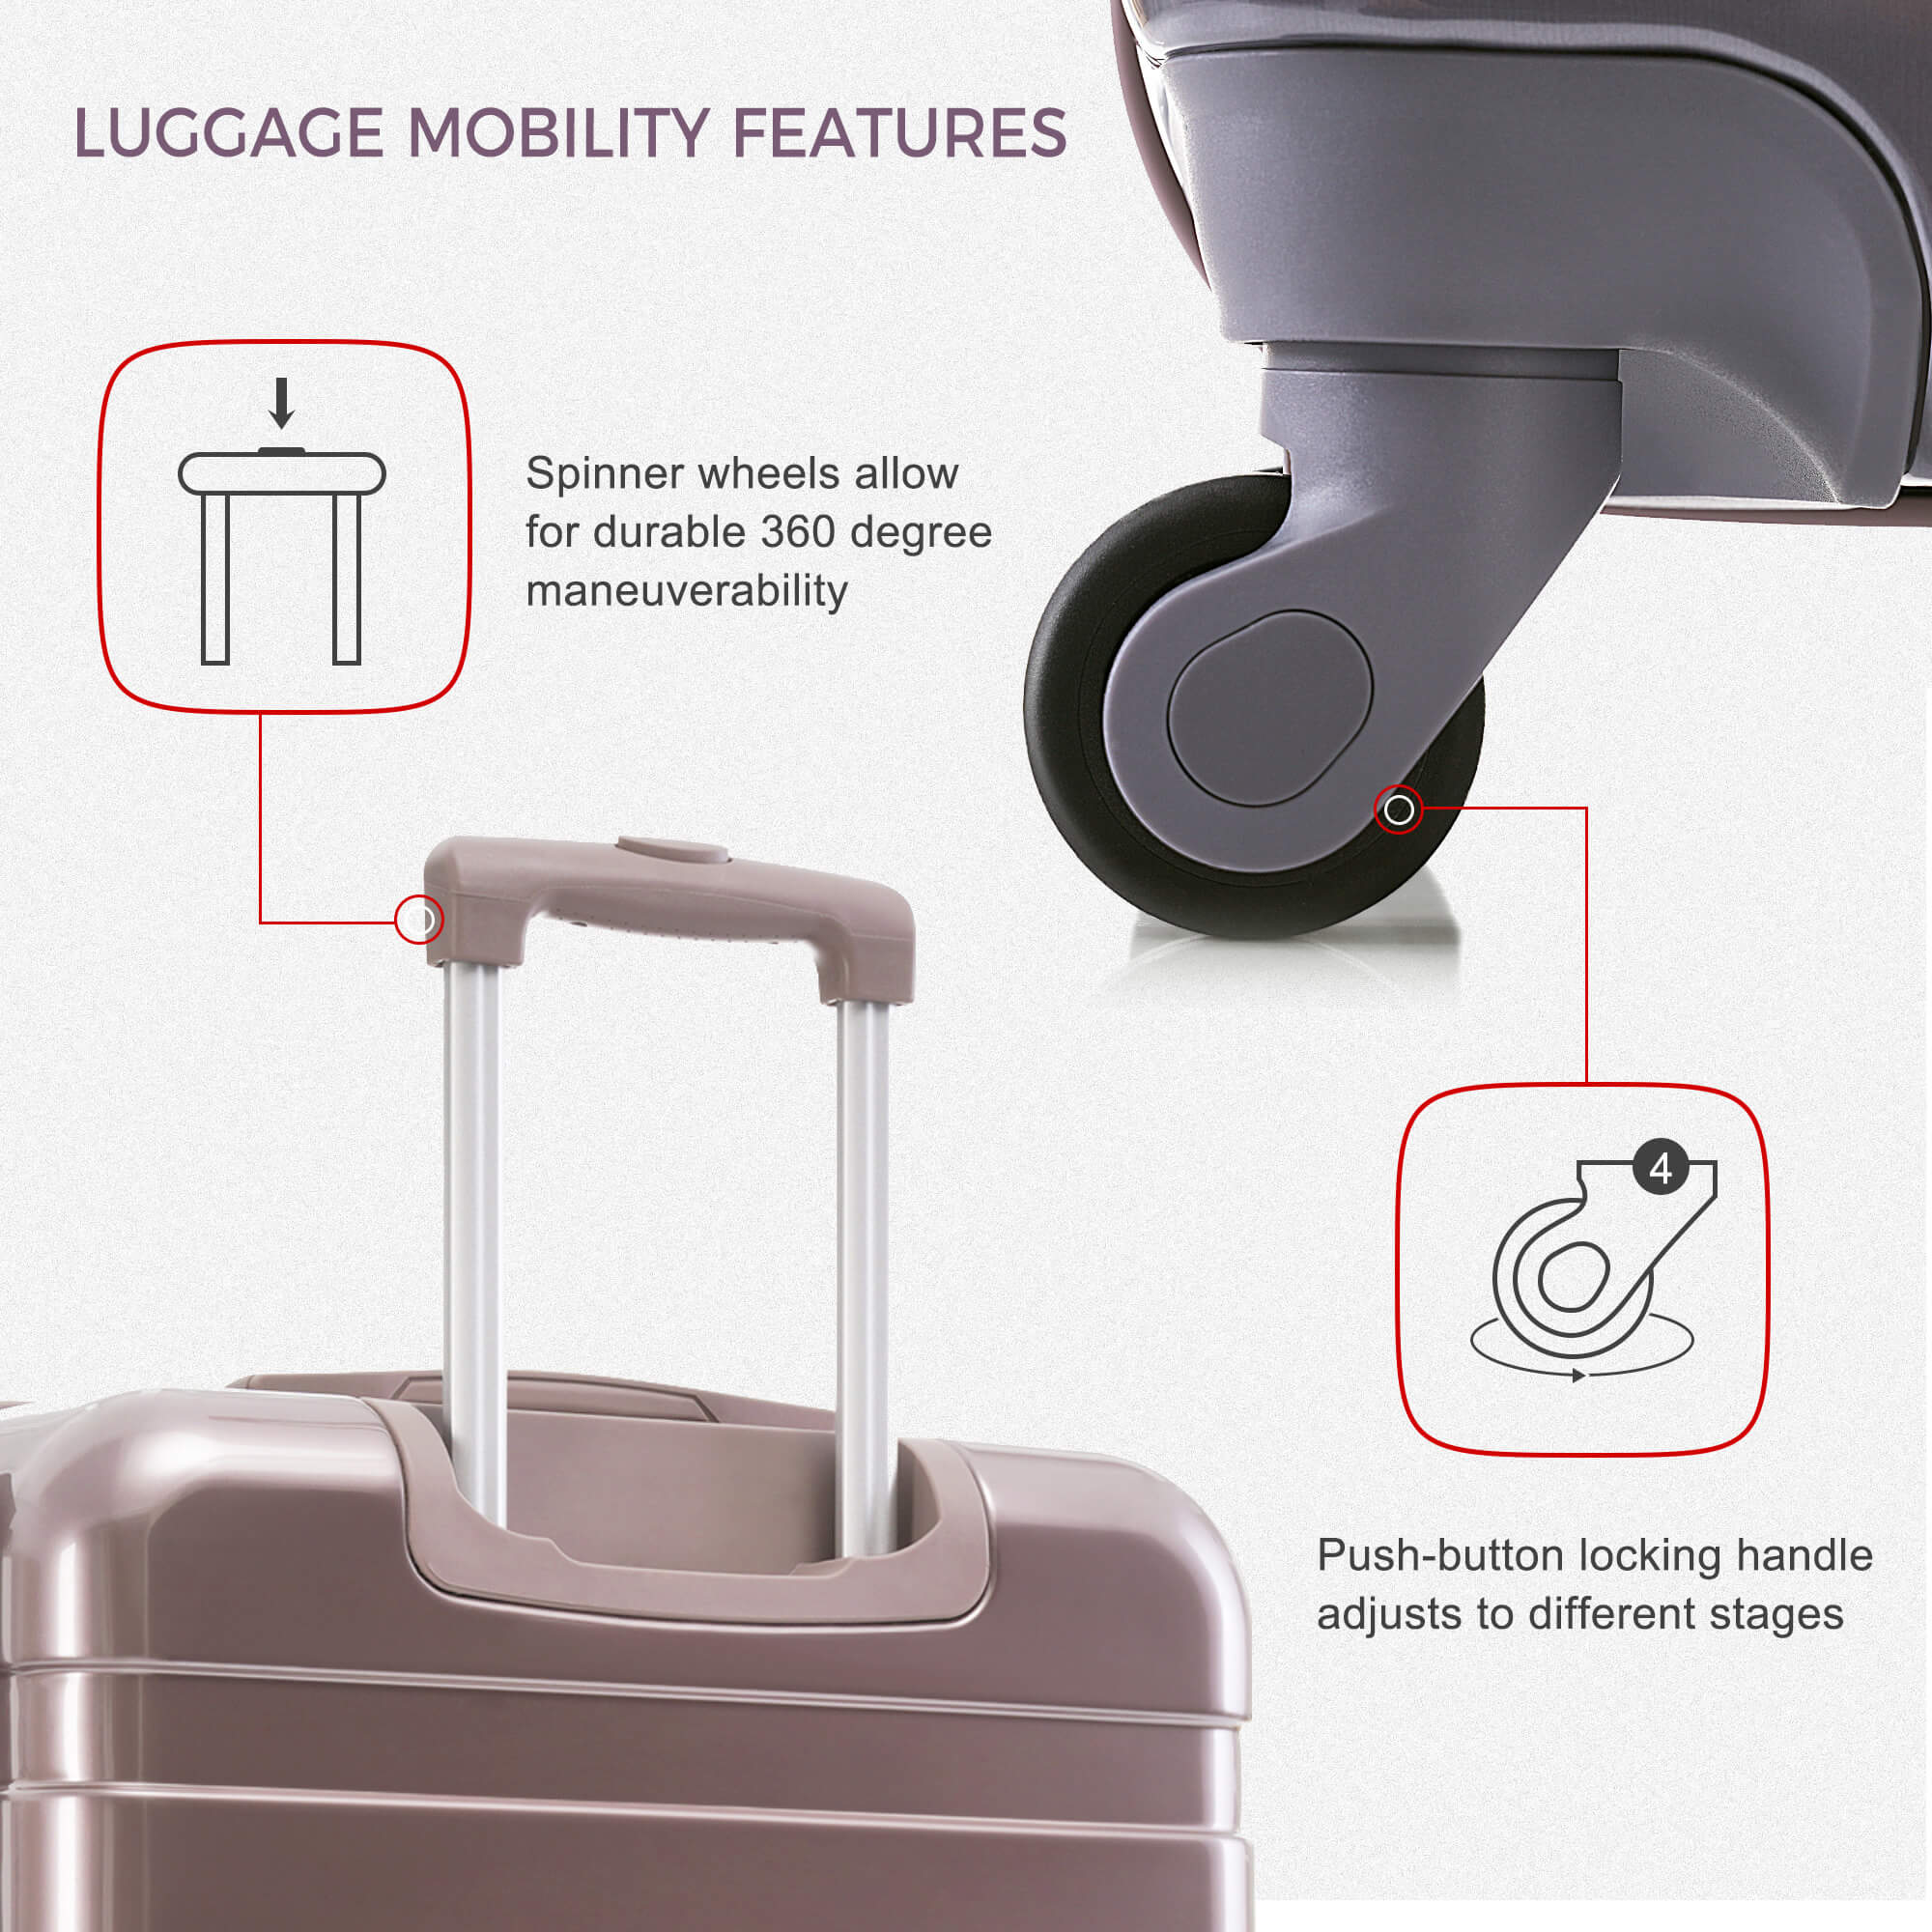 LUGGAGE MOBILITY FEATURES
Spinner wheels allow
for durable 360 degree
maneuverability
4
Push-button locking handle
adjusts to different stages